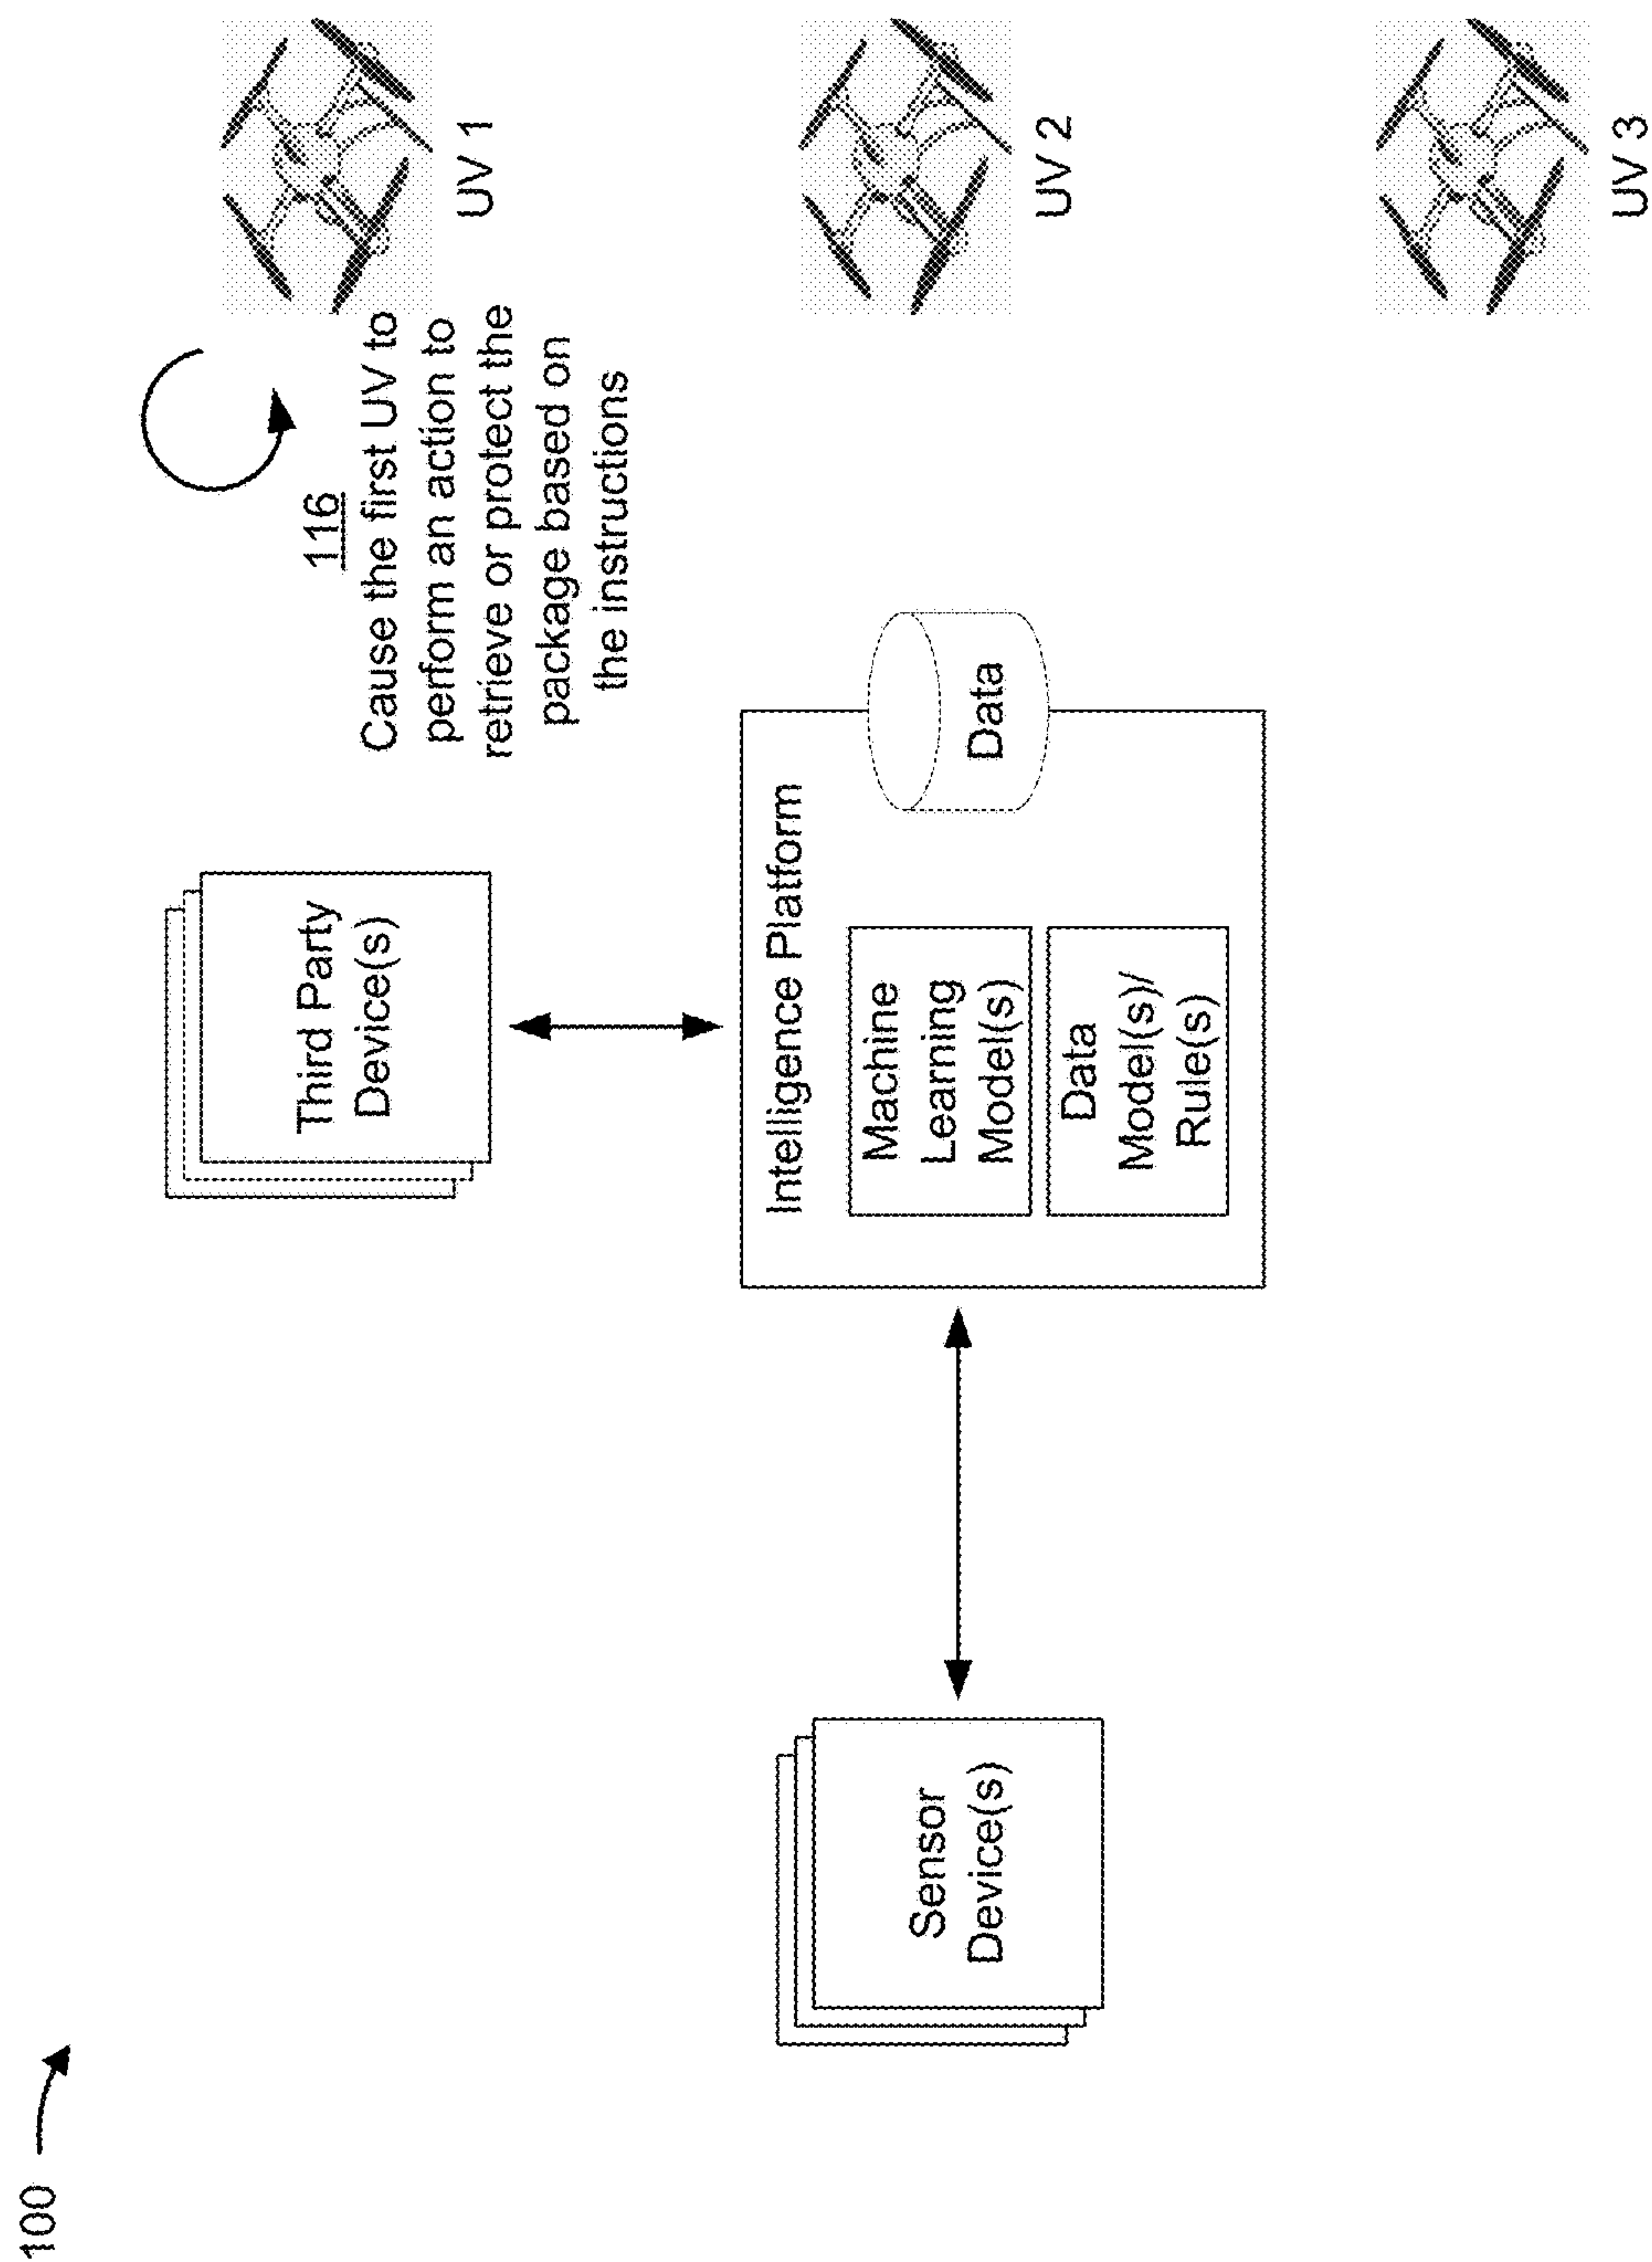 100
Third Party
Device(s)
116
Cause the first UV to
perform an action to
retrieve or protect the
package based on
the instructions
UV 1
Sensor
Device(s)
Intelligence Platform
Machine
Learning
Model(s)
Data
Model(s)/
Rule(s)
Data
UV 2
UV 3